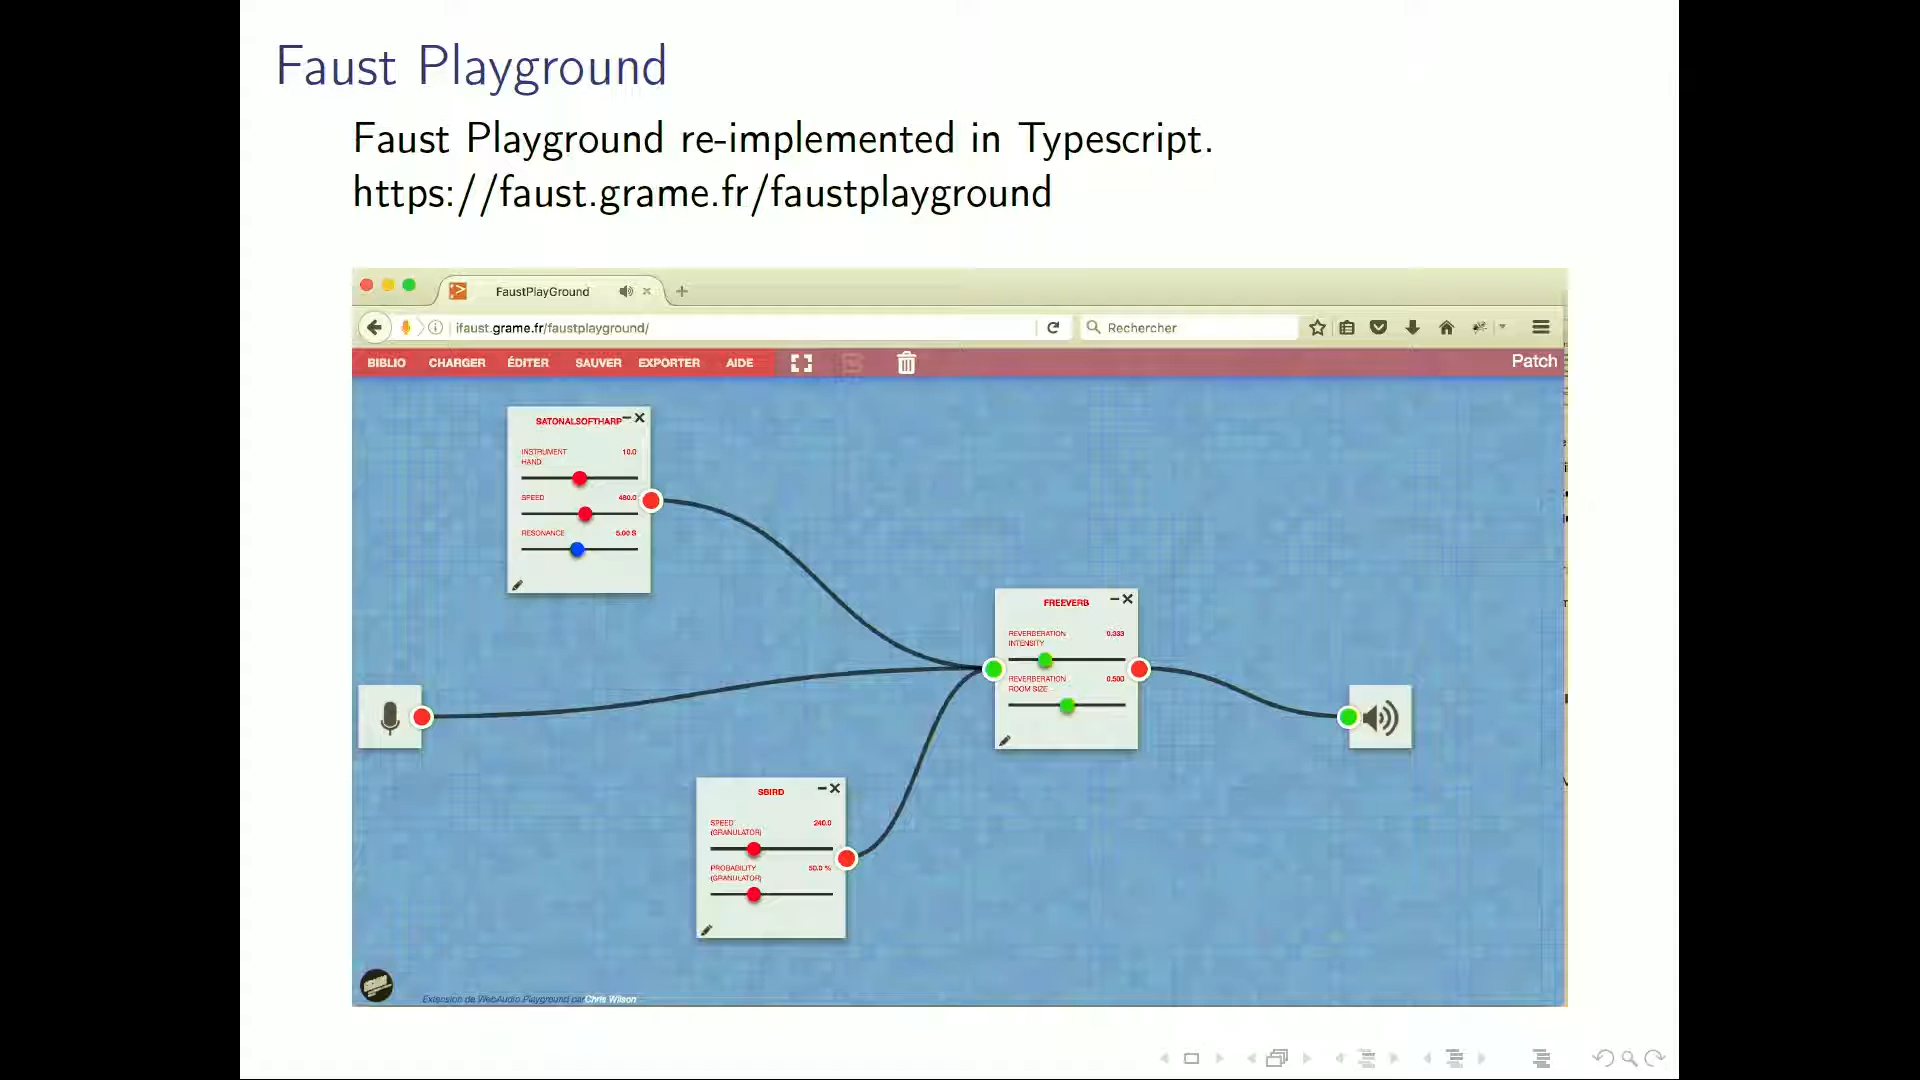 Faust Playground
Faust Playground re-implemented in Typescript.
https://faust.grame.fr/faustplayground
FaustPlayGround
ifaust.grame.fr/faustplayground/
Rechercher
BIBLIO CHARGER ÉDITER SAUVER EXPORTER AIDE
Patch
SATONALSOFTHARP
INSTRUMENT 10.0
HAND
SPEED 480.0
RESONANCE 5.00 S
FREEVERB
REVERBERATION 0.333
INTENSITY
REVERBERATION 0.500
ROOM SIZE
SBIRD
SPEED 240.0
(GRANULATOR)
PROBABILITY 50.0 %
(GRANULATOR)
Extension de WebAudio Playground par Chris Wilson